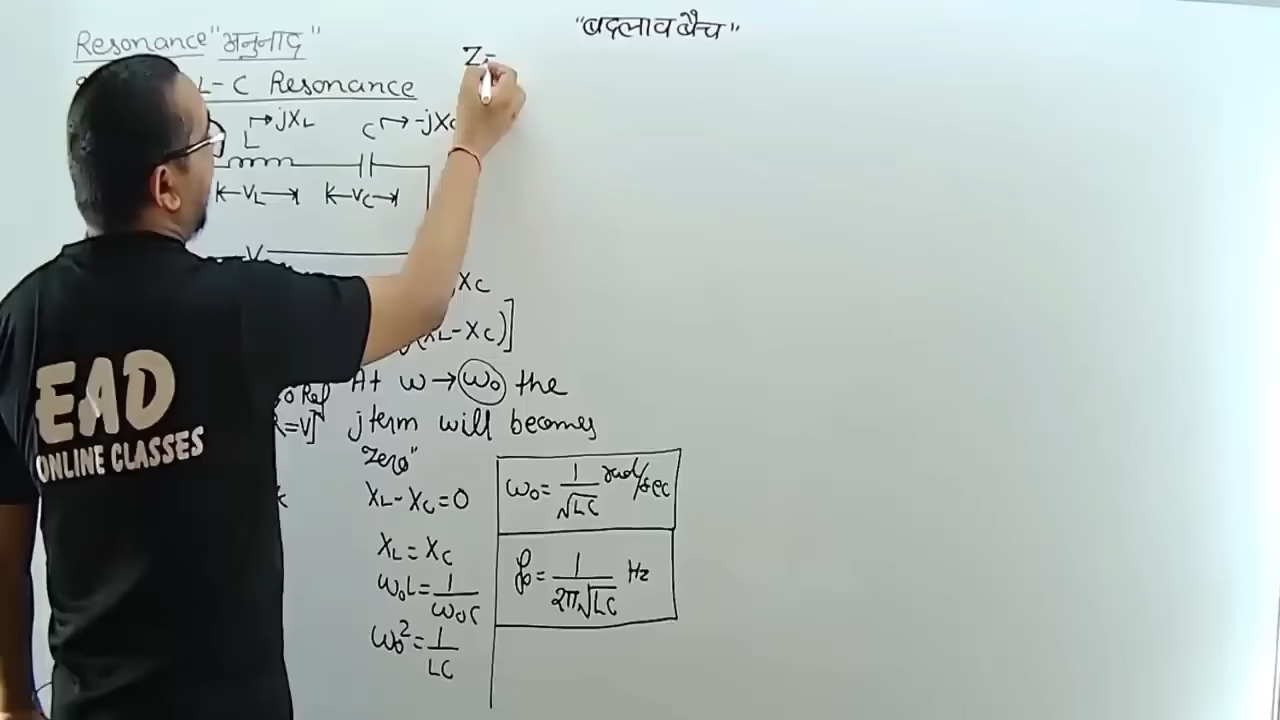 "बदलाव बैच"
Resonance "अनुनाद"
L-C Resonance
Z=
L → jXL
C → -jXC
VL
VC
V
XC
(XL-XC)]
At ω→ω0 the
j term will becomes
zero"
=V]
XL-XC=0
XL=XC
ω0L=1/ω0C
ω0²=1/LC
ω0=1/√LC rad/sec
f0=1/2π√LC Hz
EAD
ONLINE CLASSES